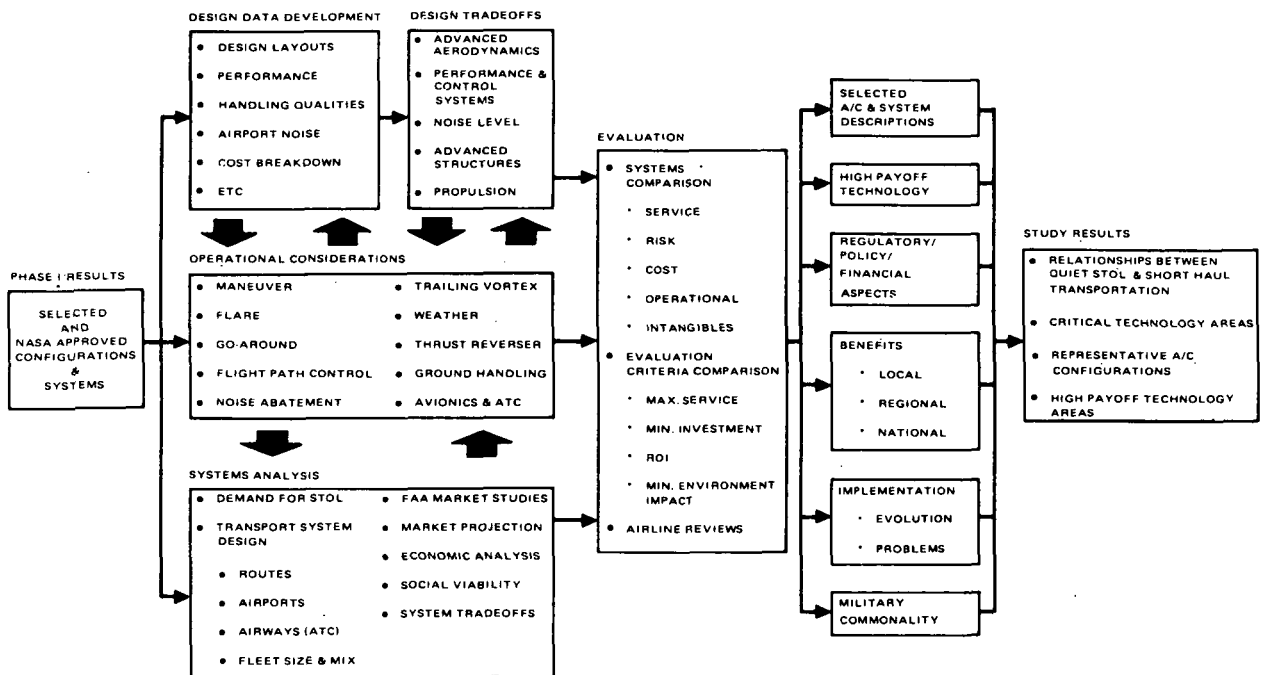 PHASE I RESULTS
SELECTED
AND
NASA APPROVED
CONFIGURATIONS
&
SYSTEMS
DESIGN DATA DEVELOPMENT
• DESIGN LAYOUTS
• PERFORMANCE
• HANDLING QUALITIES
• AIRPORT NOISE
• COST BREAKDOWN
• ETC
DESIGN TRADEOFFS
• ADVANCED
AERODYNAMICS
• PERFORMANCE &
CONTROL
SYSTEMS
• NOISE LEVEL
• ADVANCED
STRUCTURES
• PROPULSION
OPERATIONAL CONSIDERATIONS
• MANEUVER
• FLARE
• GO-AROUND
• FLIGHT PATH CONTROL
• NOISE ABATEMENT
• TRAILING VORTEX
• WEATHER
• THRUST REVERSER
• GROUND HANDLING
• AVIONICS & ATC
SYSTEMS ANALYSIS
• DEMAND FOR STOL
• TRANSPORT SYSTEM
DESIGN
• ROUTES
• AIRPORTS
• AIRWAYS (ATC)
• FLEET SIZE & MIX
• FAA MARKET STUDIES
• MARKET PROJECTION
• ECONOMIC ANALYSIS
• SOCIAL VIABILITY
• SYSTEM TRADEOFFS
EVALUATION
• SYSTEMS
COMPARISON
• SERVICE
• RISK
• COST
• OPERATIONAL
• INTANGIBLES
• EVALUATION
CRITERIA COMPARISON
• MAX. SERVICE
• MIN. INVESTMENT
• ROI
• MIN. ENVIRONMENT
IMPACT
• AIRLINE REVIEWS
SELECTED
A/C & SYSTEM
DESCRIPTIONS
HIGH PAYOFF
TECHNOLOGY
REGULATORY/
POLICY/
FINANCIAL
ASPECTS
BENEFITS
• LOCAL
• REGIONAL
• NATIONAL
IMPLEMENTATION
• EVOLUTION
• PROBLEMS
MILITARY
COMMONALITY
STUDY RESULTS
• RELATIONSHIPS BETWEEN
QUIET STOL & SHORT HAUL
TRANSPORTATION
• CRITICAL TECHNOLOGY AREAS
• REPRESENTATIVE A/C
CONFIGURATIONS
• HIGH PAYOFF TECHNOLOGY
AREAS